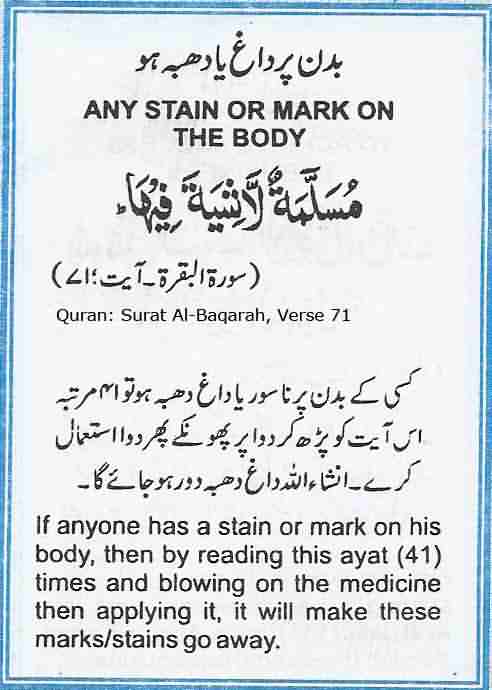 بدن پر داغ یا دھبہ ہو
ANY STAIN OR MARK ON
THE BODY
مُسَلَّمَةٌ لَّا شِيَةَ فِيْهَا ؕ
(سورۃ البقرۃ۔آیت؛۷۱)
Quran: Surat Al-Baqarah, Verse 71
کسی کے بدن پر ناسور یا داغ دھبہ ہو تو ۴۱ مرتبہ
اس آیت کو پڑھ کر دوا پر پھونکے پھر دوا استعمال
کرے۔انشاء اللہ داغ دھبہ دور ہو جائے گا۔
If anyone has a stain or mark on his
body, then by reading this ayat (41)
times and blowing on the medicine
then applying it, it will make these
marks/stains go away.